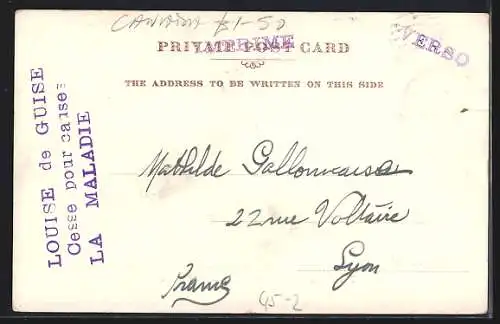 CANADA $1-50
IMPRIMÉ
VERSO
PRIVATE POST CARD
THE ADDRESS TO BE WRITTEN ON THIS SIDE
LOUISE de GUISE
Cesse pour cause
LA MALADIE
Mathilde
22 rue Voltaire
Lyon
France
45-2